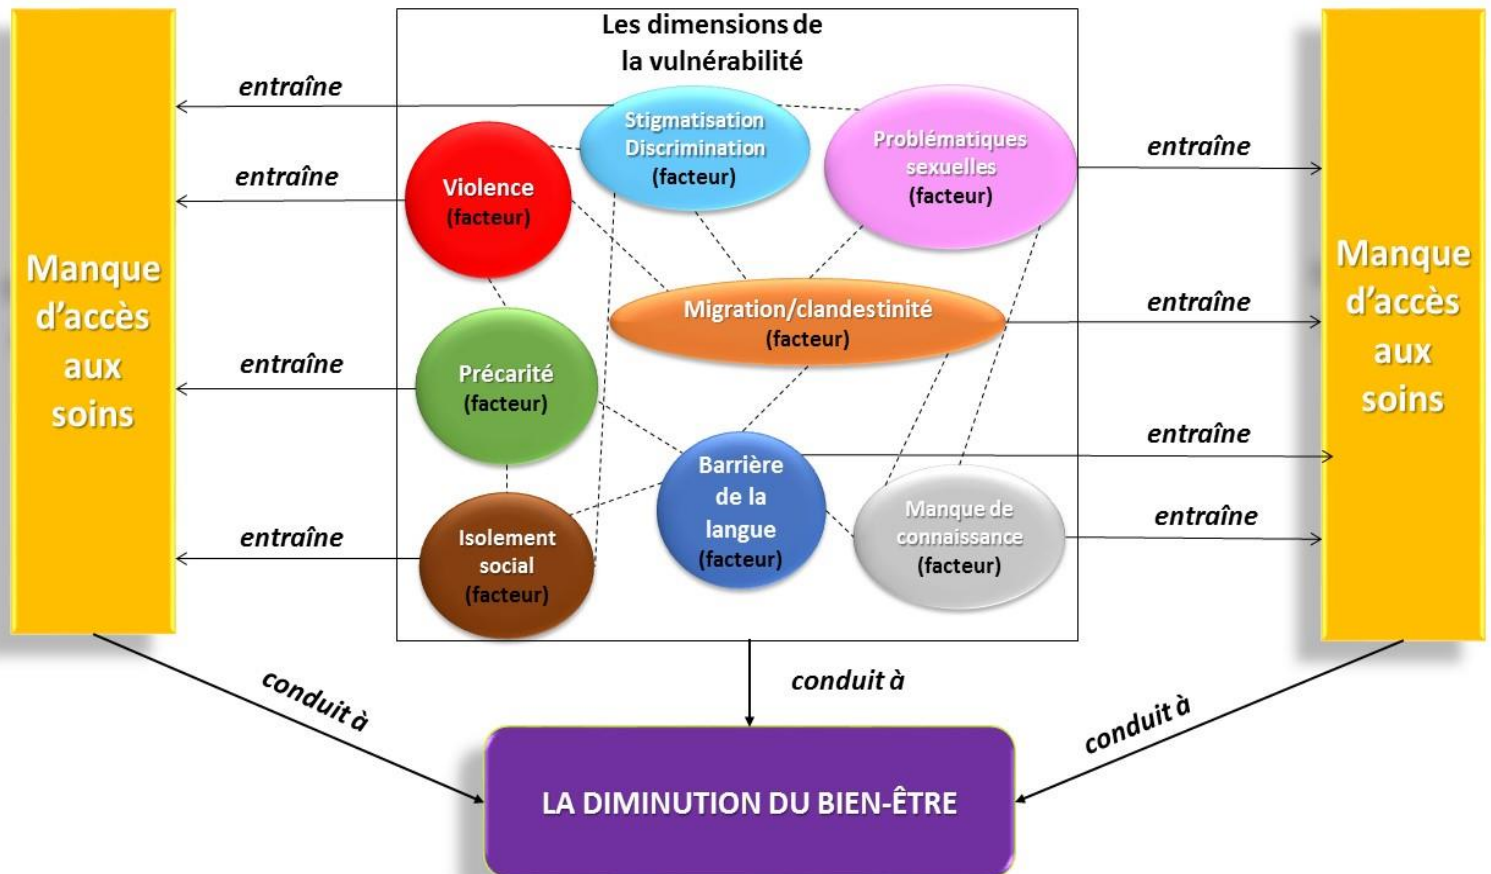 Les dimensions de
la vulnérabilité
entraîne
entraîne
entraîne
entraîne
Manque
d'accès
aux
soins
Stigmatisation
Discrimination
(facteur)
Problématiques
sexuelles
(facteur)
Violence
(facteur)
Migration/clandestinité
(facteur)
Précarité
(facteur)
Barrière
de la
langue
(facteur)
Manque de
connaissance
(facteur)
Isolement
social
(facteur)
entraîne
entraîne
entraîne
entraîne
Manque
d'accès
aux
soins
conduit à
conduit à
conduit à
LA DIMINUTION DU BIEN-ÊTRE